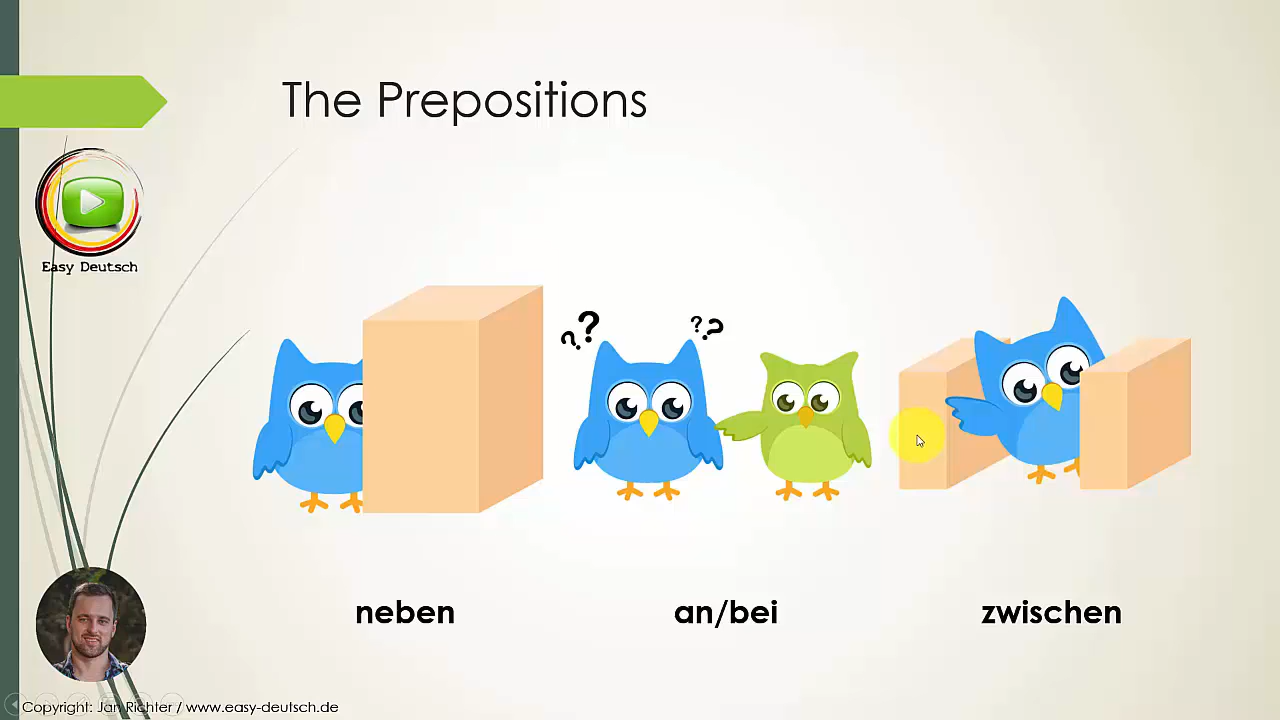 The Prepositions
Easy Deutsch
???
??
neben
an/bei
zwischen
Copyright: Jan Richter / www.easy-deutsch.de